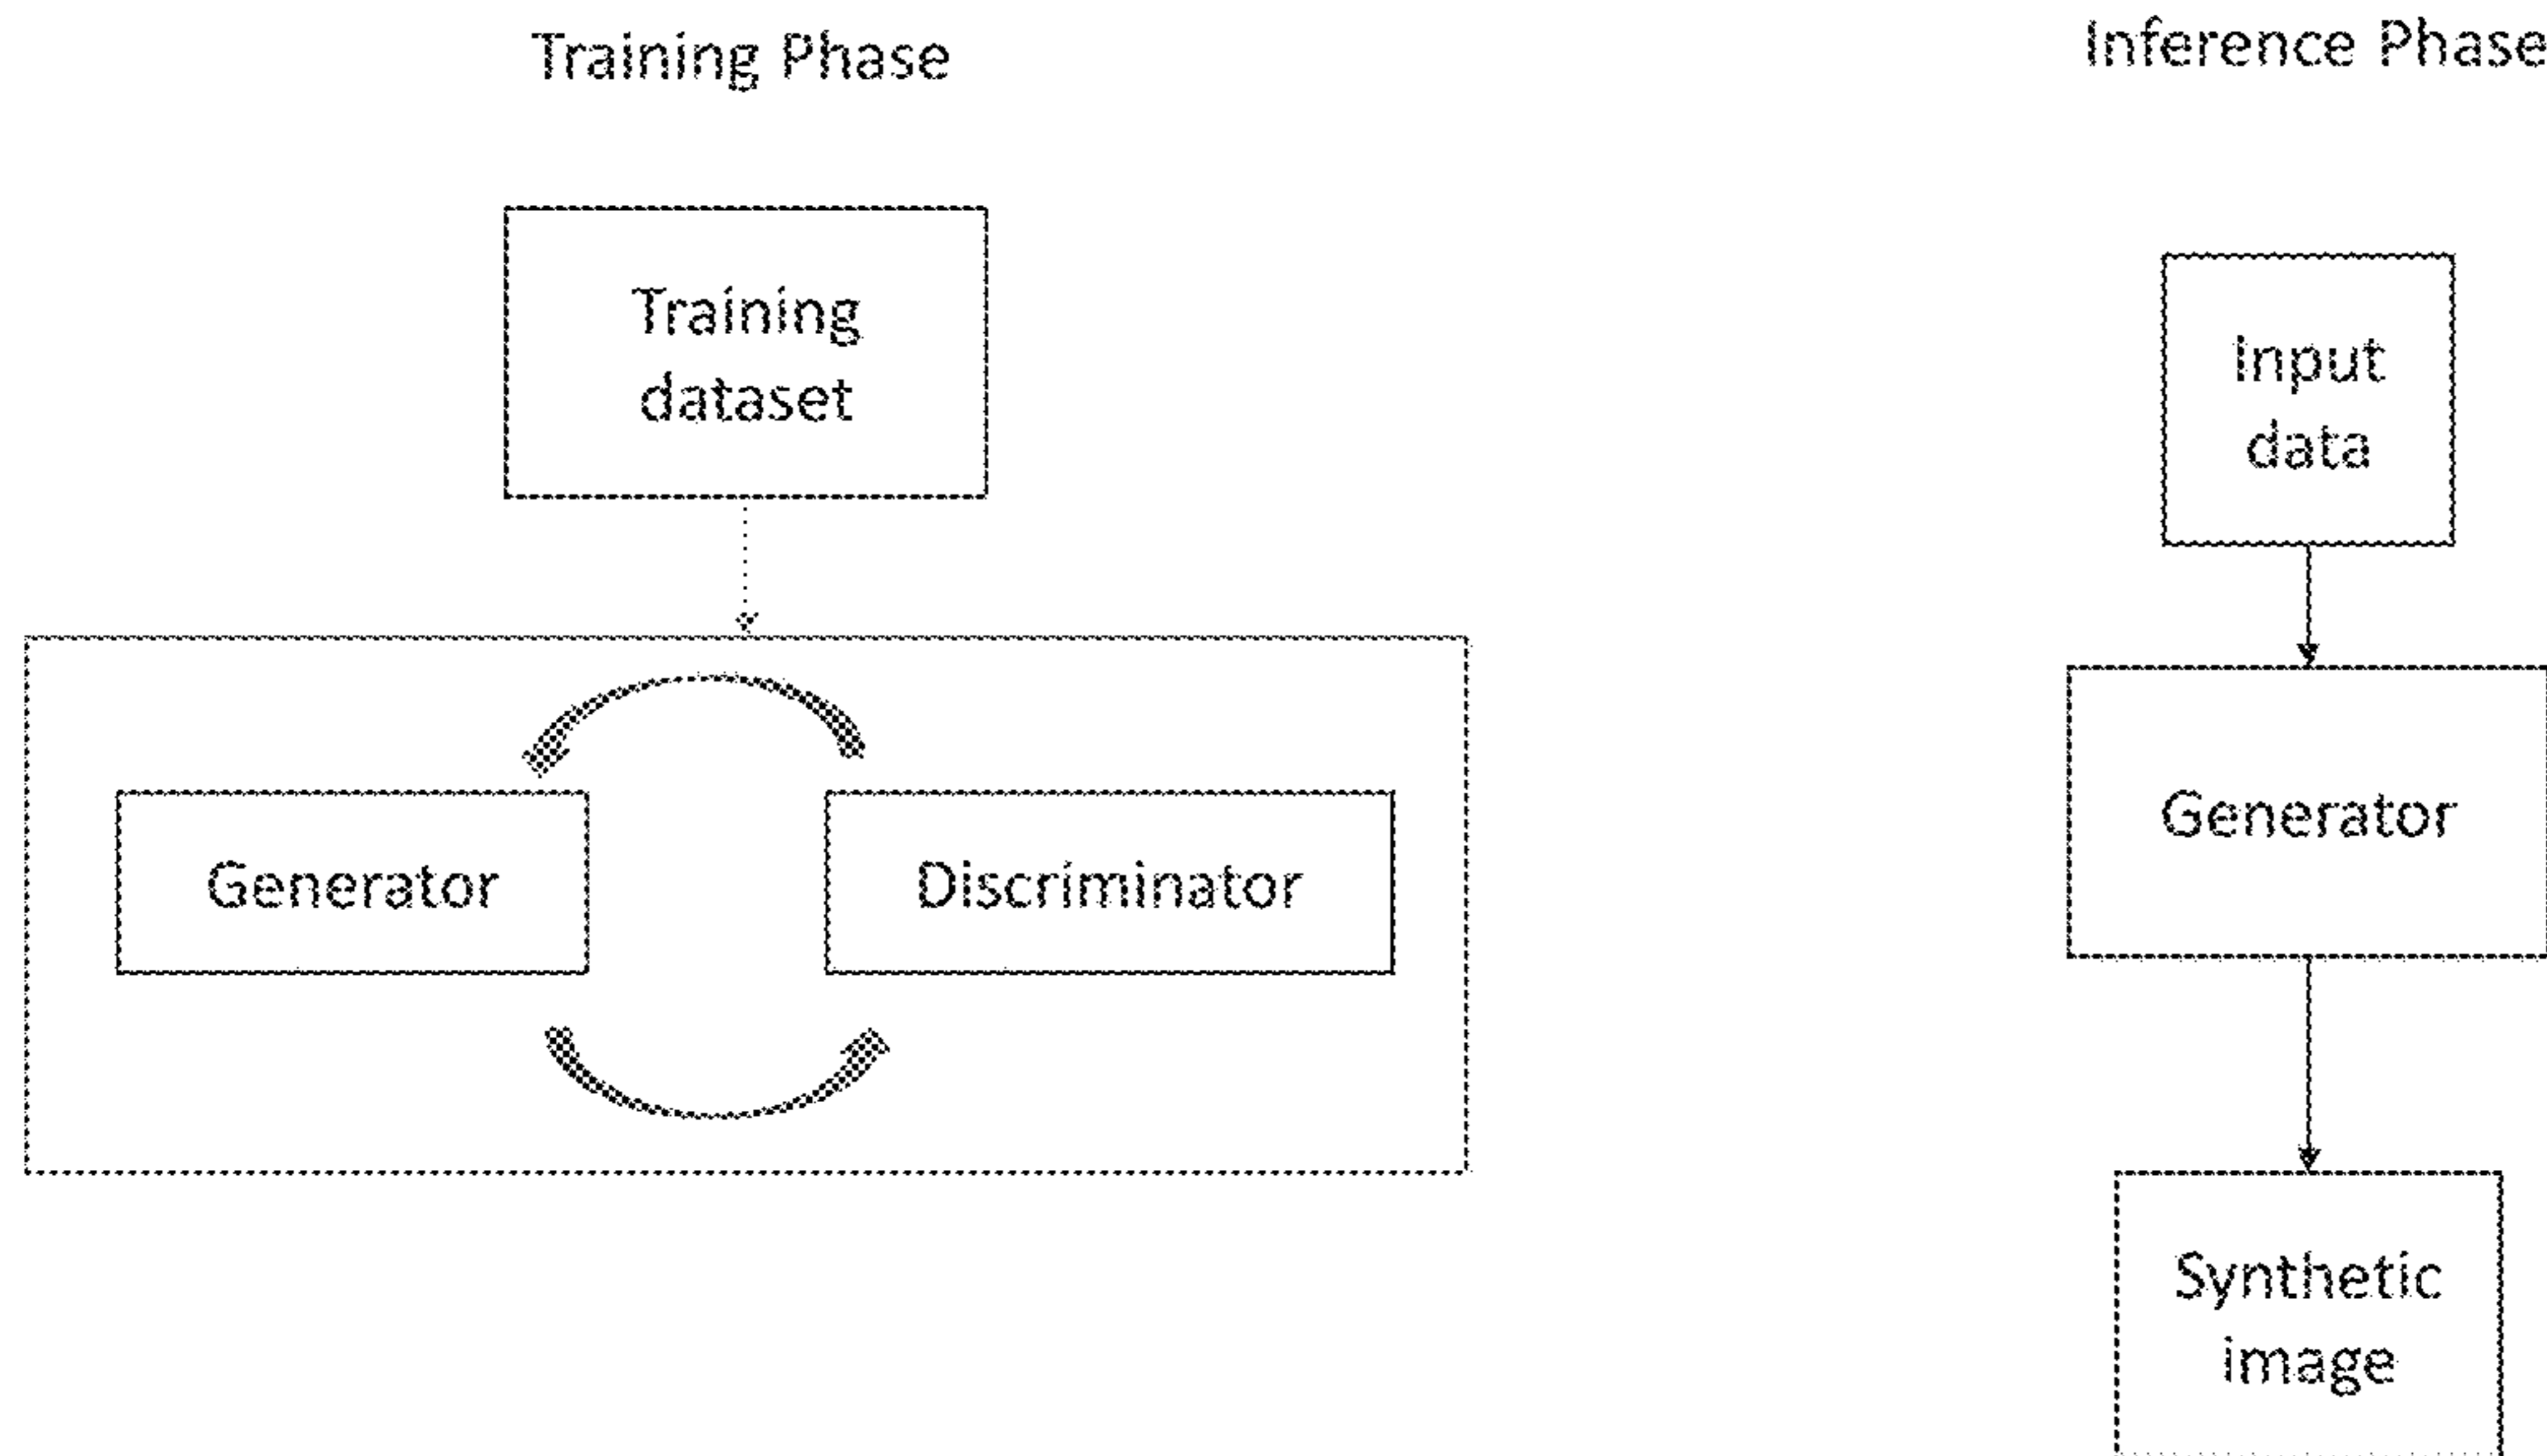 Training Phase
Training
dataset
Generator
Discriminator
Inference Phase
Input
data
Generator
Synthetic
image